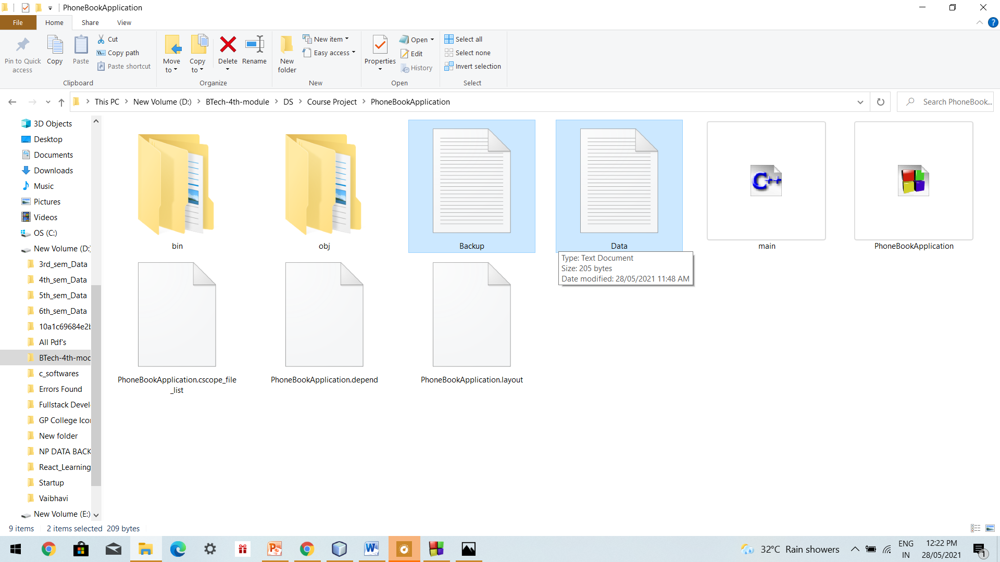 PhoneBookApplication
File Home Share View
Pin to Quick access
Copy
Paste
Cut
Copy path
Paste shortcut
Clipboard
Move to
Copy to
Delete
Rename
Organize
New folder
New item
Easy access
New
Properties
Open
Edit
History
Open
Select all
Select none
Invert selection
Select
This PC > New Volume (D:) > BTech-4th-module > DS > Course Project > PhoneBookApplication
Search PhoneBook...
3D Objects
Desktop
Documents
Downloads
Music
Pictures
Videos
OS (C:)
New Volume (D:)
3rd_sem_Data
4th_sem_Data
5th_sem_Data
6th_sem_Data
10a1c69684e2b
All Pdf's
BTech-4th-mod
c_softwares
Errors Found
Fullstack Devel
GP College Icon
New folder
NP DATA BACK
React_Learning
Startup
Vaibhavi
New Volume (E:)
bin
obj
Backup
Data
C++
main
PhoneBookApplication
Type: Text Document
Size: 205 bytes
Date modified: 28/05/2021 11:48 AM
PhoneBookApplication.cscope_file
_list
PhoneBookApplication.depend
PhoneBookApplication.layout
9 items 2 items selected 209 bytes
32°C Rain showers
ENG
IN
12:22 PM
28/05/2021
1